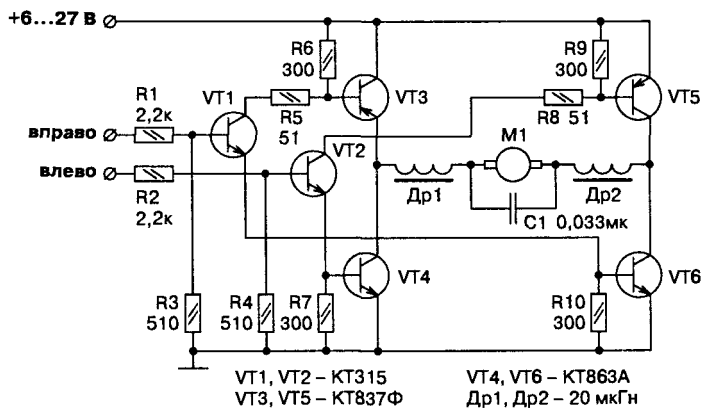 +6...27 В
R6
300
R9
300
R1
2,2к
VT1
VT3
VT5
R5
51
R8 51
М1
вправо
VT2
влево
Др1
Др2
R2
2,2к
С1 0,033мк
VT4
VT6
R3
510
R4
510
R7
300
R10
300
VT1, VT2 – КТ315
VT3, VT5 – КТ837Ф
VT4, VT6 – КТ863А
Др1, Др2 – 20 мкГн